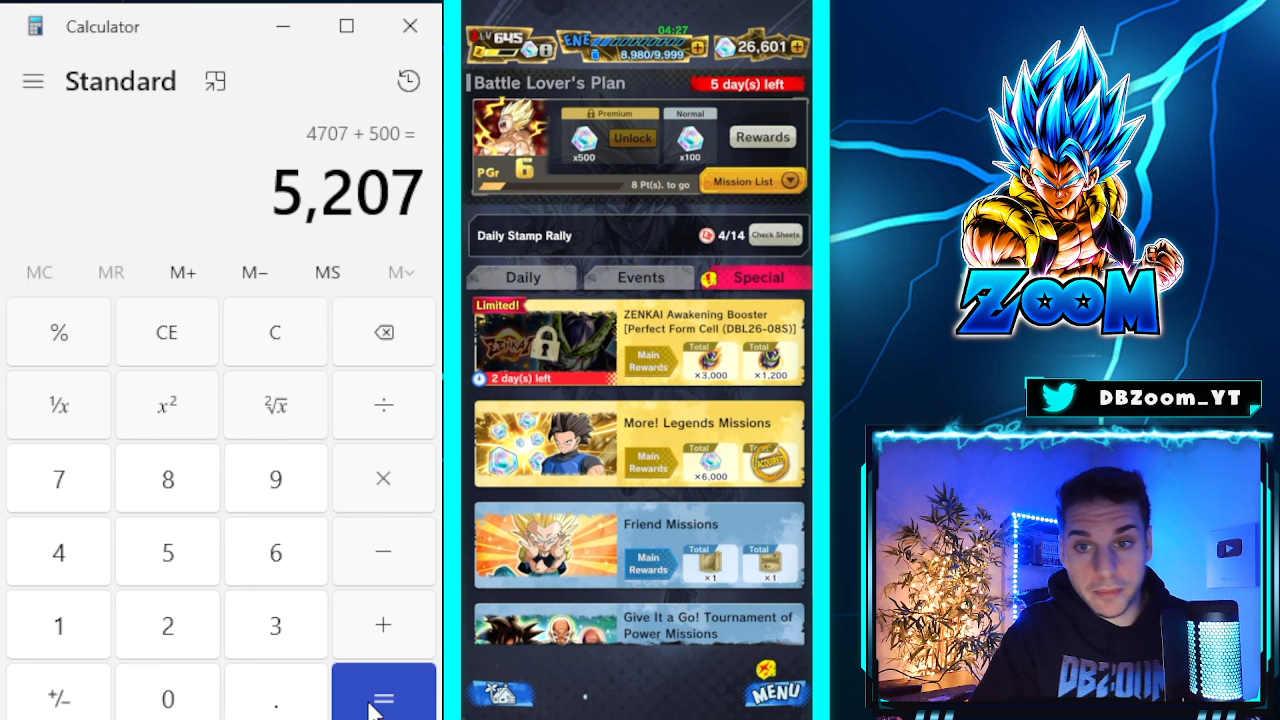 Calculator
Standard
4707 + 500 =
5,207
MC MR M+ M− MS M
% CE C
¹/x x² ²√x ÷
7 8 9 ×
4 5 6 −
1 2 3 +
+/− 0 . =
LV 645
ENE
04:27
8,980/9,999
26,601
Battle Lover's Plan
5 day(s) left
Premium
Normal
Unlock
Rewards
x500
x100
PGr 6
8 Pt(s). to go
Mission List
Daily Stamp Rally
4/14
Check Sheets
Daily
Events
Special
Limited!
ZENKAI
2 day(s) left
ZENKAI Awakening Booster
[Perfect Form Cell (DBL26-08S)]
Main
Rewards
Total
×3,000
Total
×1,200
More! Legends Missions
Main
Rewards
Total
×6,000
ACQUIRED
Friend Missions
Main
Rewards
Total
×1
Total
×1
Give It a Go! Tournament of
Power Missions
MENU
ZOOM
DBZoom_YT
DBZOOM